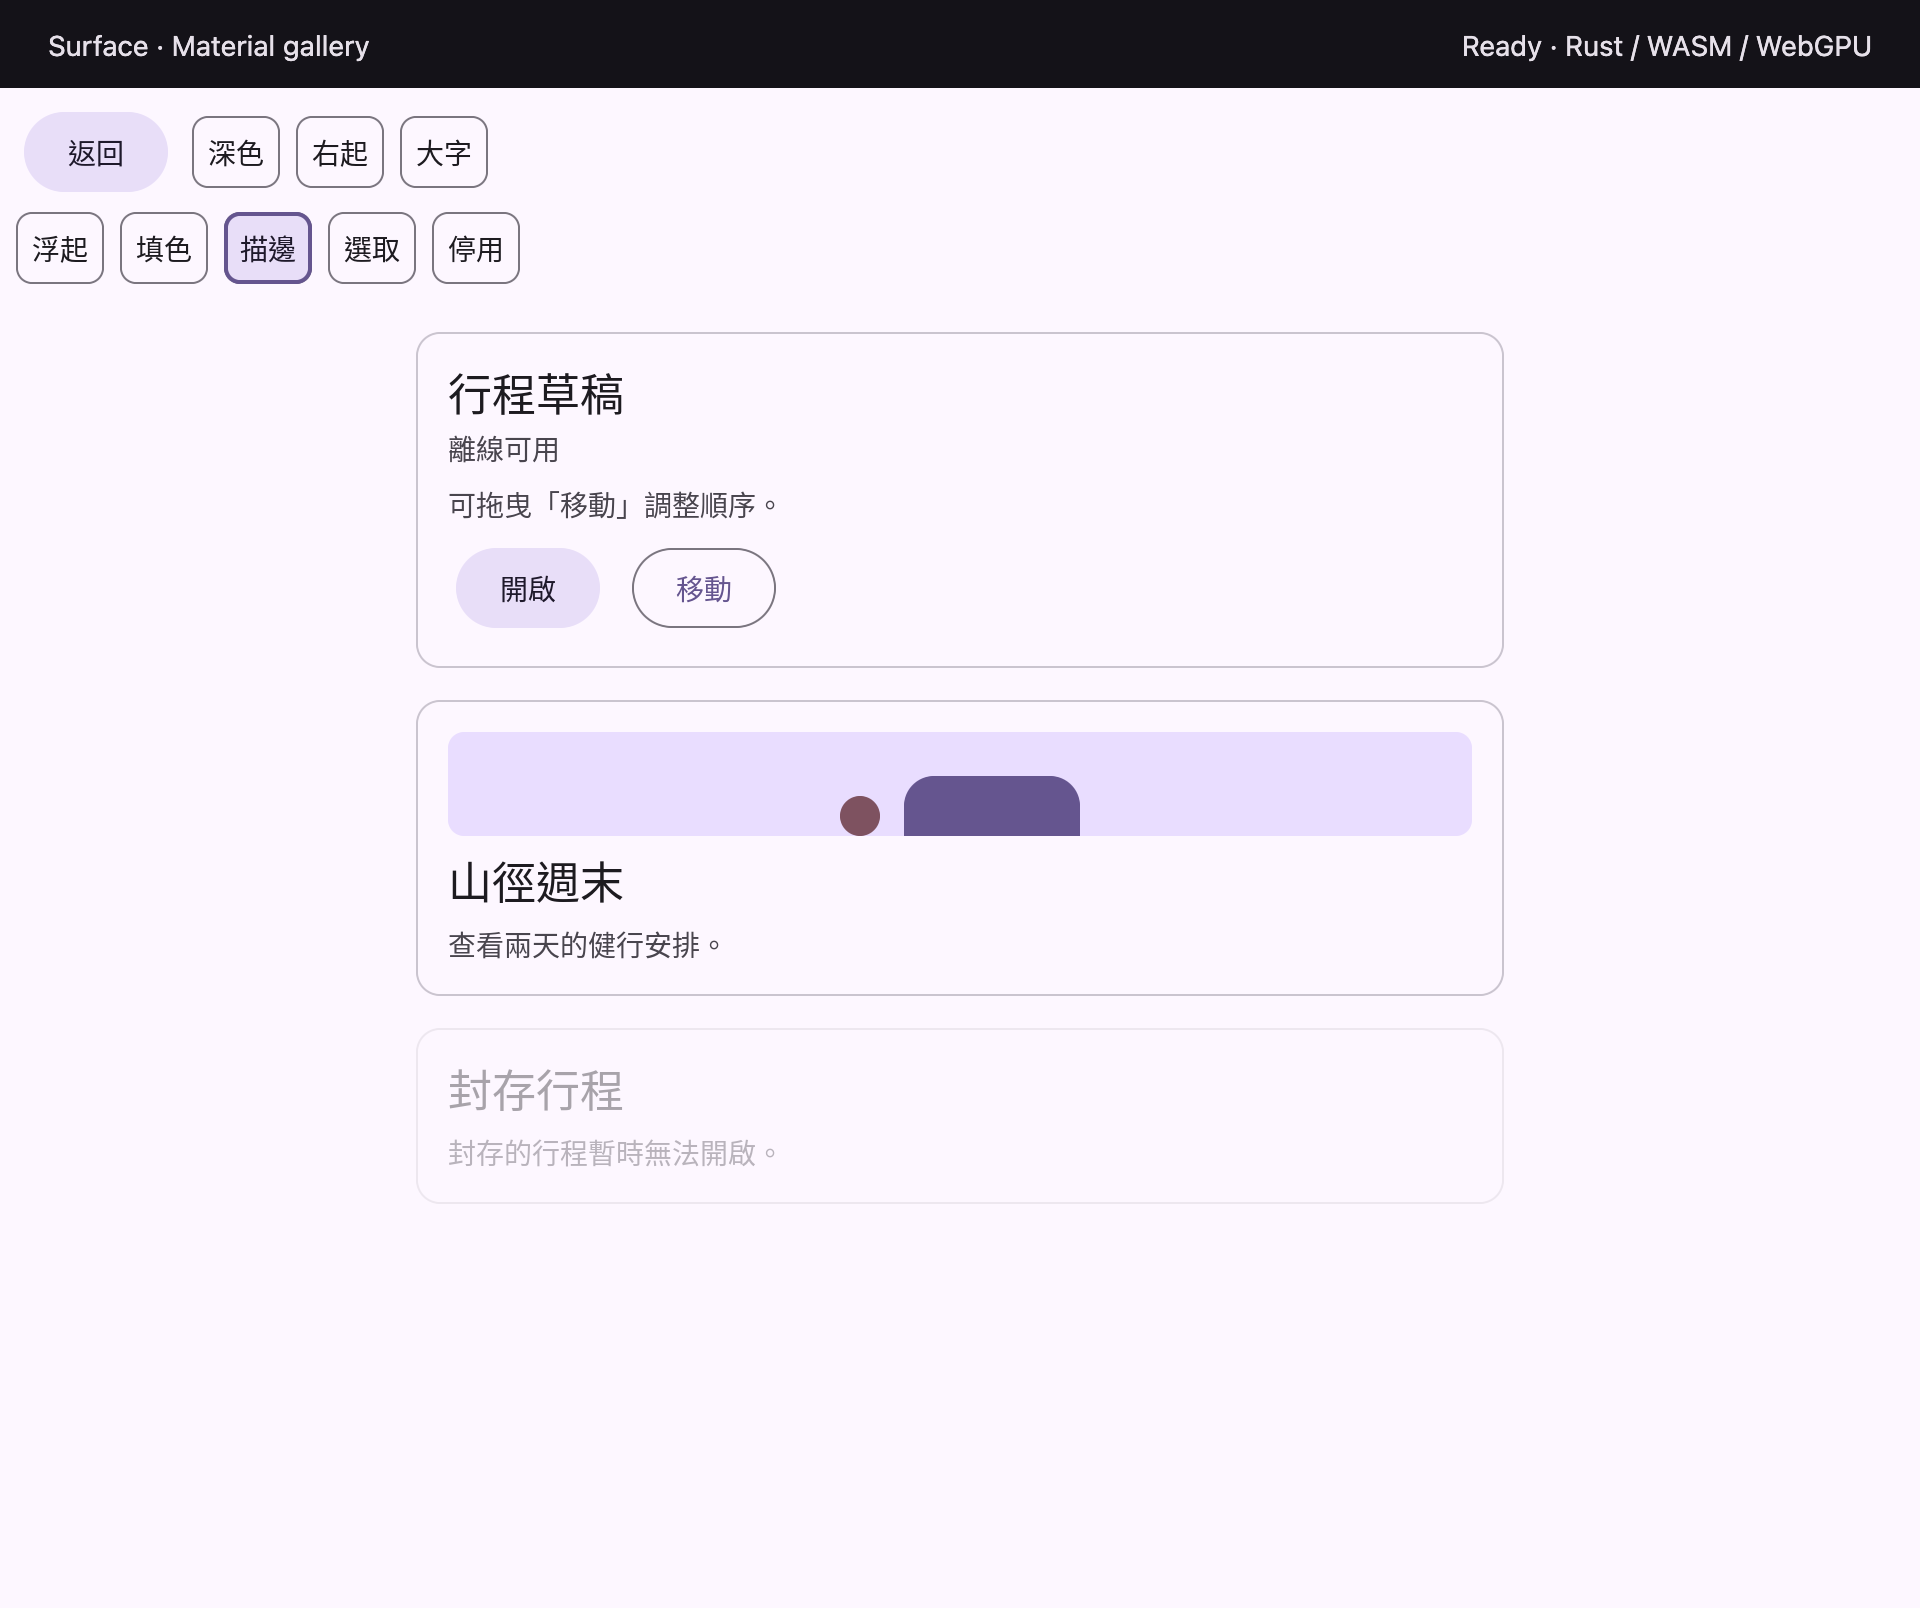 Surface · Material gallery
Ready · Rust / WASM / WebGPU
返回 深色 右起 大字
浮起 填色 描邊 選取 停用
行程草稿
離線可用
可拖曳「移動」調整順序。
開啟 移動
山徑週末
查看兩天的健行安排。
封存行程
封存的行程暫時無法開啟。